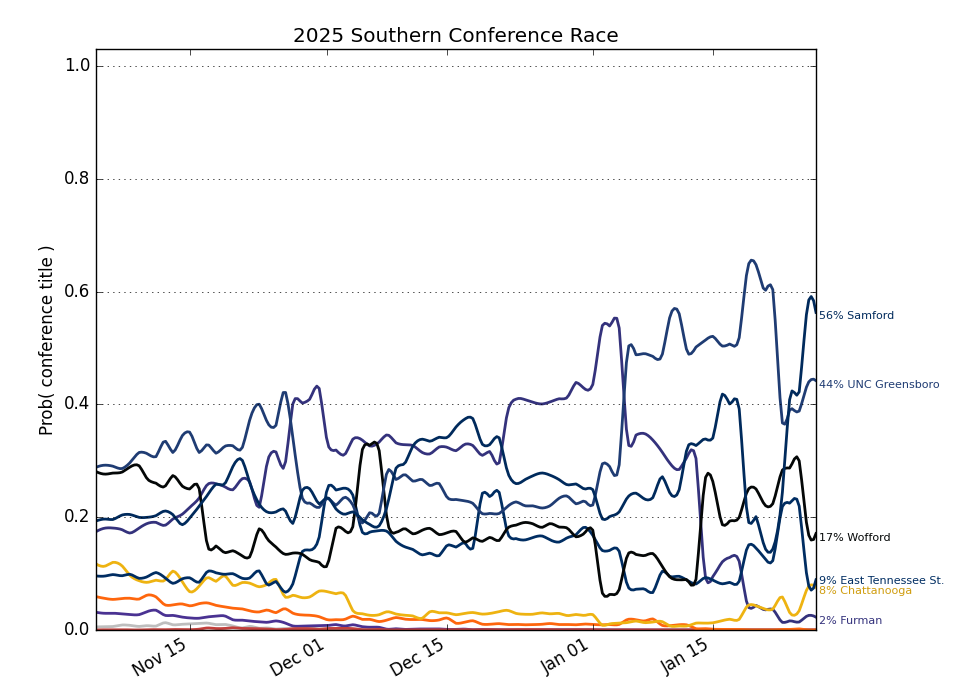 2025 Southern Conference Race
Prob( conference title )
1.0
0.8
0.6
0.4
0.2
0.0
56% Samford
44% UNC Greensboro
17% Wofford
9% East Tennessee St.
8% Chattanooga
2% Furman
Nov 15
Dec 01
Dec 15
Jan 01
Jan 15